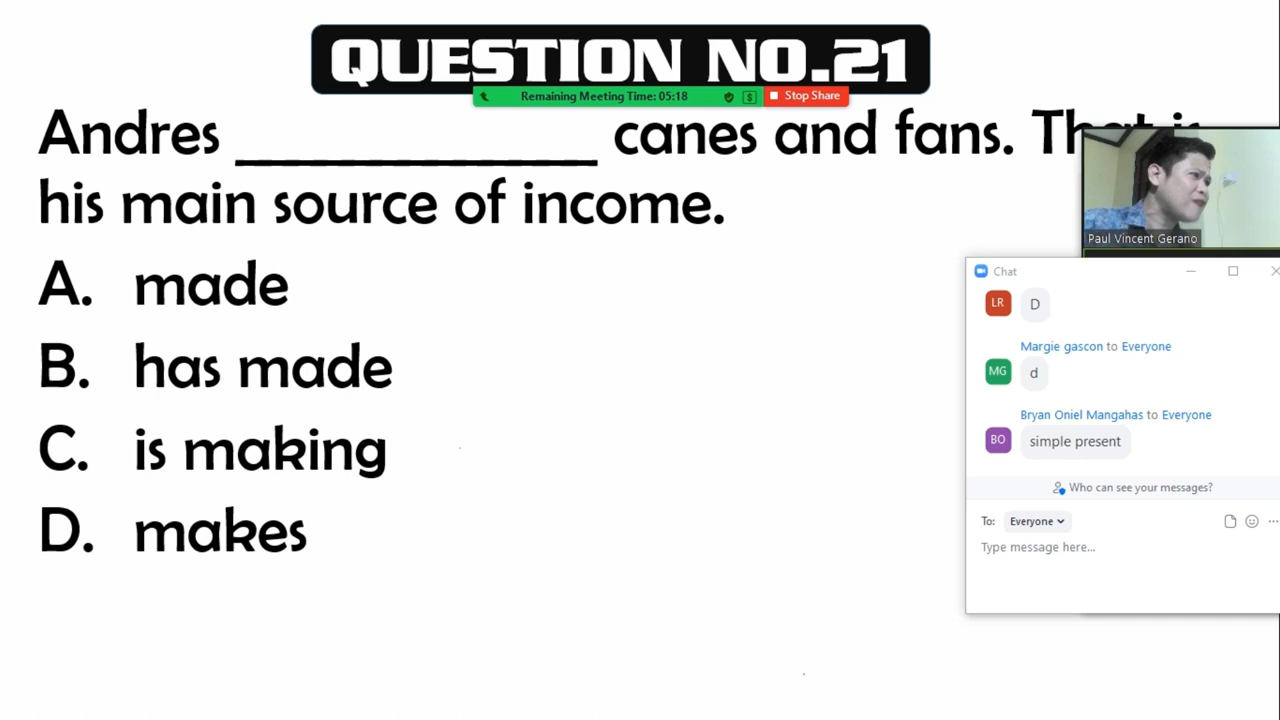 QUESTION NO.21
Remaining Meeting Time: 05:18
Stop Share
Andres ____________ canes and fans. That is
his main source of income.
A. made
B. has made
C. is making
D. makes
Paul Vincent Gerano
Chat
LR
D
Margie gascon to Everyone
MG
d
Bryan Oniel Mangahas to Everyone
BO
simple present
Who can see your messages?
To: Everyone
Type message here...